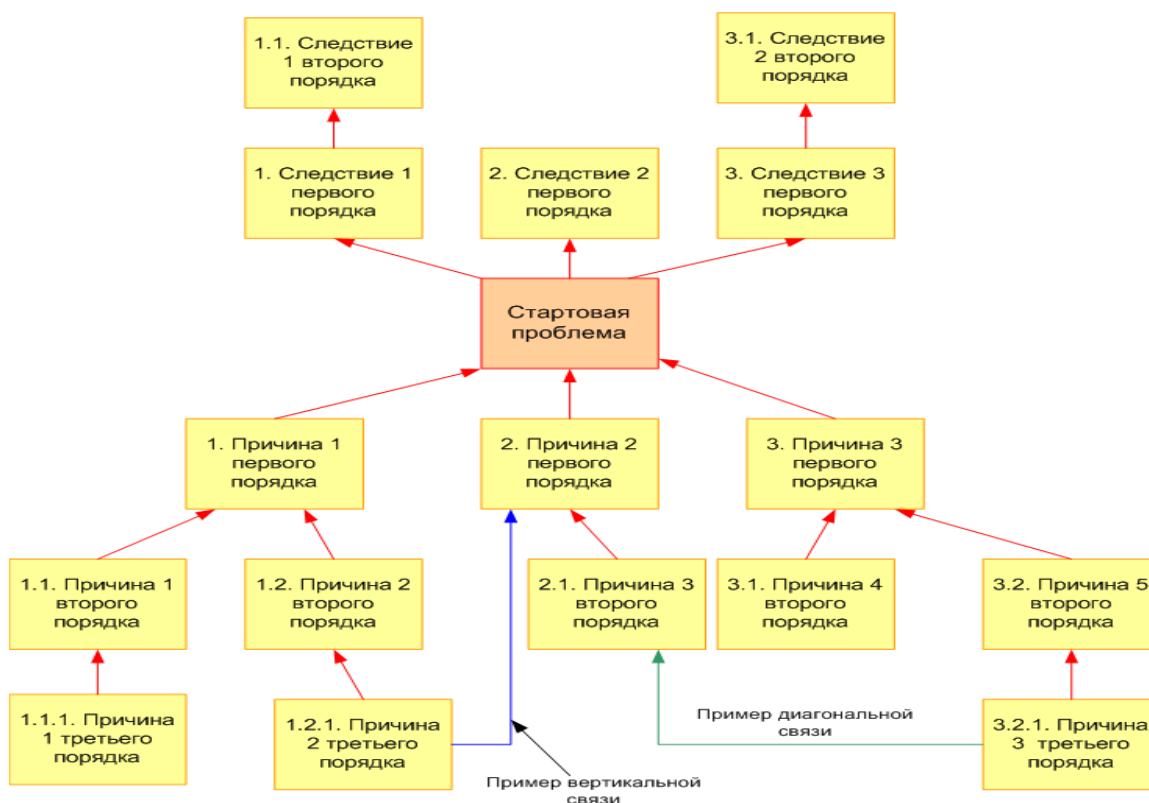 1.1. Следствие
1 второго
порядка
3.1. Следствие
2 второго
порядка
1. Следствие 1
первого
порядка
2. Следствие 2
первого
порядка
3. Следствие 3
первого
порядка
Стартовая
проблема
1. Причина 1
первого
порядка
2. Причина 2
первого
порядка
3. Причина 3
первого
порядка
1.1. Причина 1
второго
порядка
1.2. Причина 2
второго
порядка
2.1. Причина 3
второго
порядка
3.1. Причина 4
второго
порядка
3.2. Причина 5
второго
порядка
1.1.1. Причина
1 третьего
порядка
1.2.1. Причина
2 третьего
порядка
Пример диагональной
связи
3.2.1. Причина
3 третьего
порядка
Пример вертикальной
связи